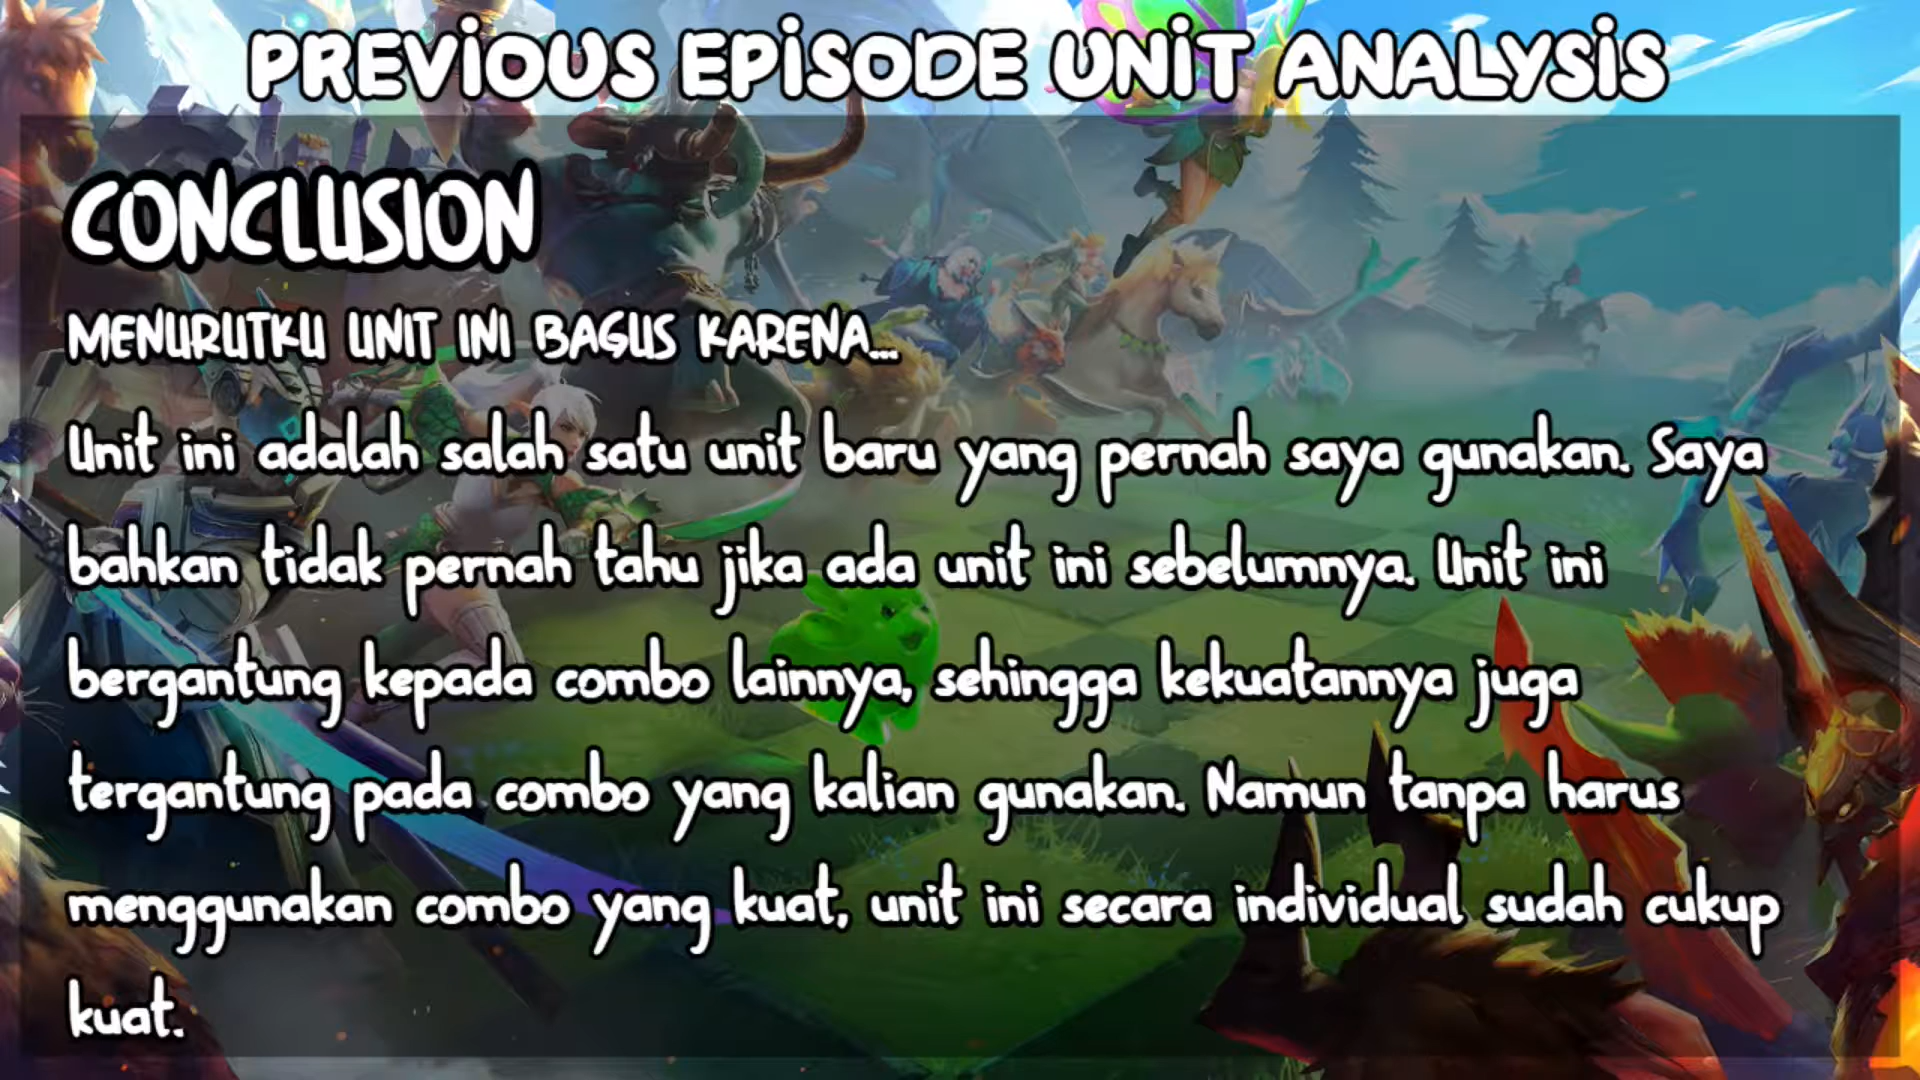 PREVIOUS EPISODE UNIT ANALYSIS
CONCLUSION
MENURUTKU UNIT INI BAGUS KARENA...
Unit ini adalah salah satu unit baru yang pernah saya gunakan. Saya
bahkan tidak pernah tahu jika ada unit ini sebelumnya. Unit ini
bergantung kepada combo lainnya, sehingga kekuatannya juga
tergantung pada combo yang kalian gunakan. Namun tanpa harus
menggunakan combo yang kuat, unit ini secara individual sudah cukup
kuat.